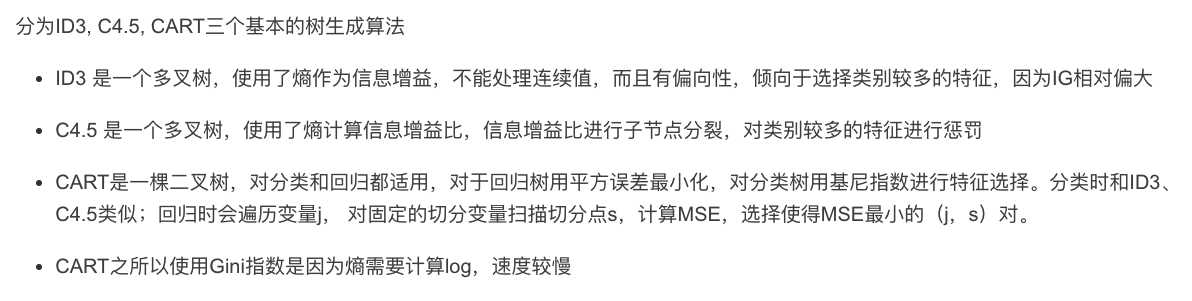 分为ID3, C4.5, CART三个基本的树生成算法
• ID3 是一个多叉树，使用了熵作为信息增益，不能处理连续值，而且有偏向性，倾向于选择类别较多的特征，因为IG相对偏大
• C4.5 是一个多叉树，使用了熵计算信息增益比，信息增益比进行子节点分裂，对类别较多的特征进行惩罚
• CART是一棵二叉树，对分类和回归都适用，对于回归树用平方误差最小化，对分类树用基尼指数进行特征选择。分类时和ID3、
C4.5类似；回归时会遍历变量j， 对固定的切分变量扫描切分点s，计算MSE，选择使得MSE最小的（j，s）对。
• CART之所以使用Gini指数是因为熵需要计算log，速度较慢